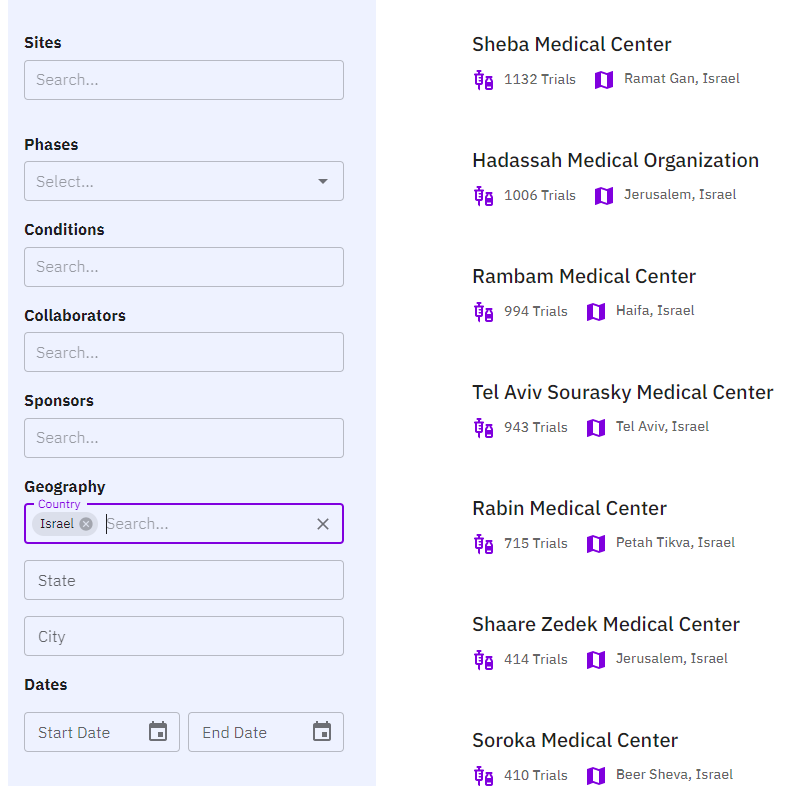 Sites
Search...
Phases
Select...
Conditions
Search...
Collaborators
Search...
Sponsors
Search...
Geography
Country
Israel Search...
State
City
Dates
Start Date End Date
Sheba Medical Center
1132 Trials Ramat Gan, Israel
Hadassah Medical Organization
1006 Trials Jerusalem, Israel
Rambam Medical Center
994 Trials Haifa, Israel
Tel Aviv Sourasky Medical Center
943 Trials Tel Aviv, Israel
Rabin Medical Center
715 Trials Petah Tikva, Israel
Shaare Zedek Medical Center
414 Trials Jerusalem, Israel
Soroka Medical Center
410 Trials Beer Sheva, Israel